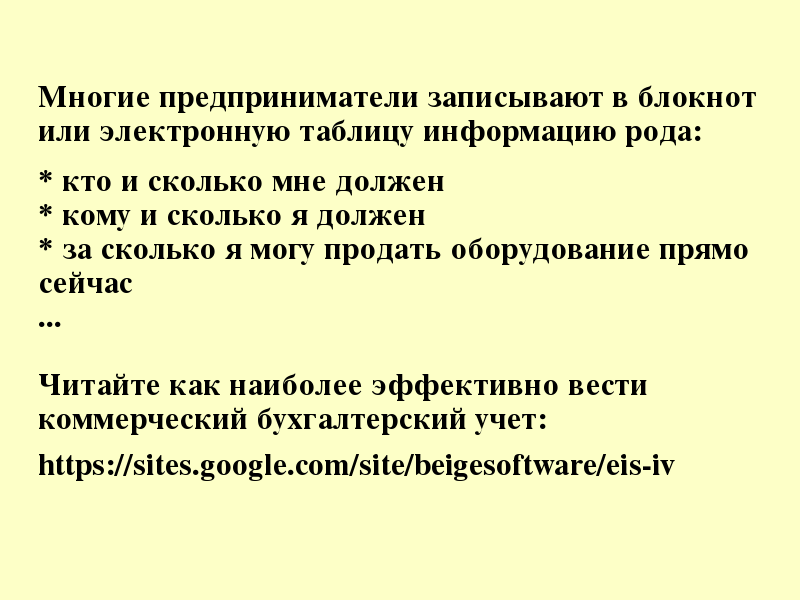 Многие предприниматели записывают в блокнот
или электронную таблицу информацию рода:
* кто и сколько мне должен
* кому и сколько я должен
* за сколько я могу продать оборудование прямо
сейчас
...
Читайте как наиболее эффективно вести
коммерческий бухгалтерский учет:
https://sites.google.com/site/beigesoftware/eis-iv